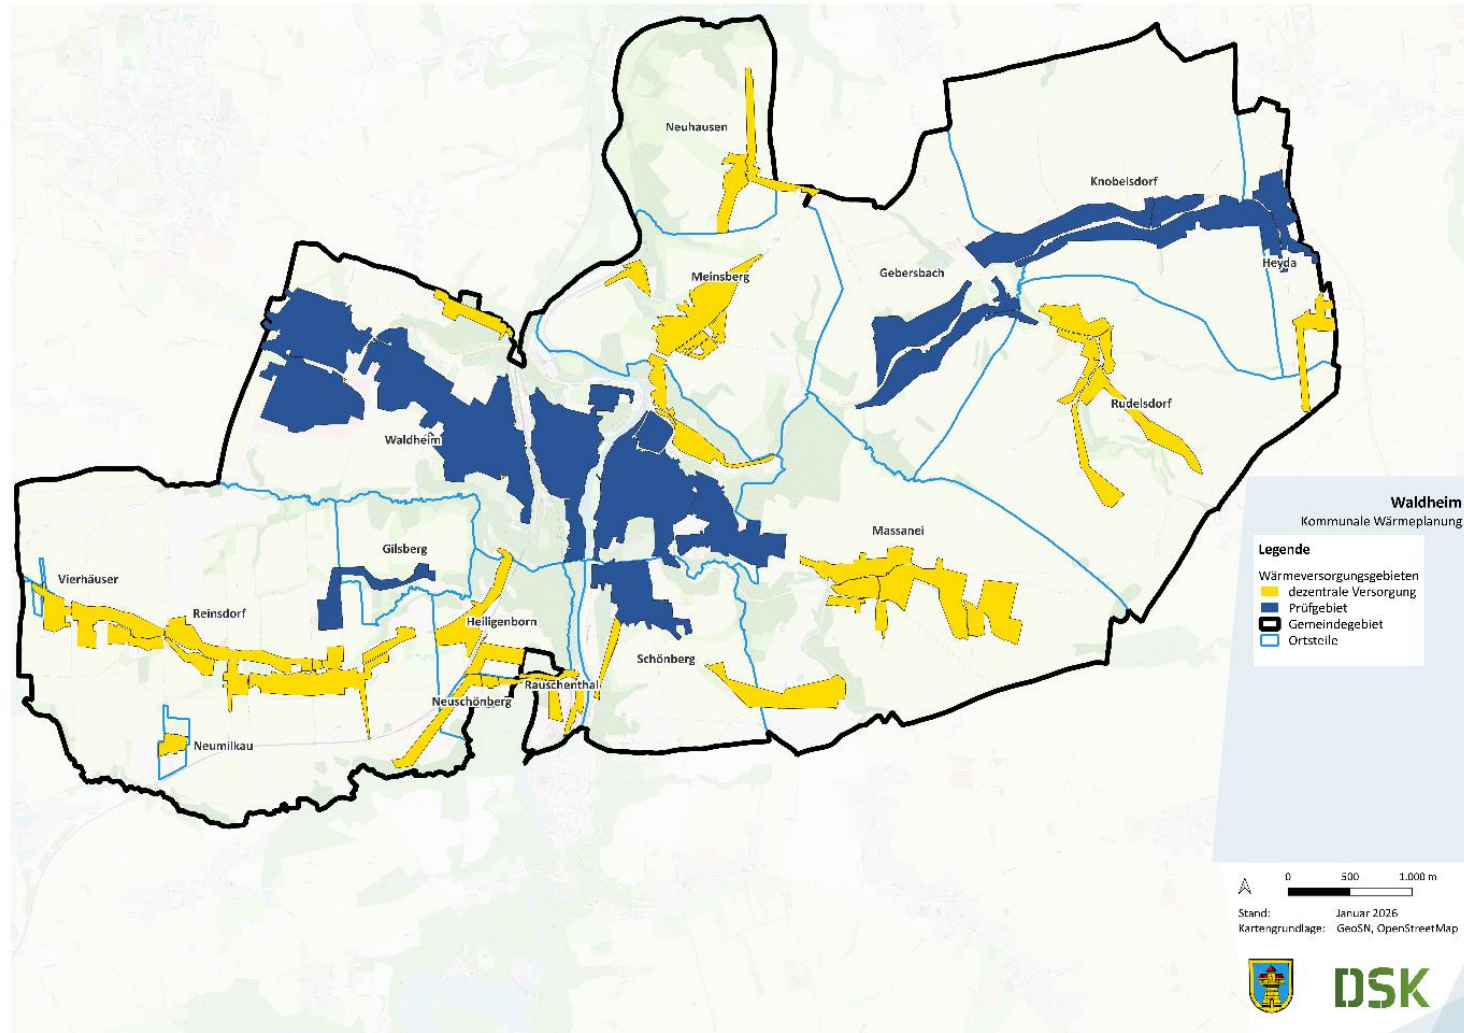 Neuhausen
Knobelsdorf
Heyda
Gebersbach
Meinsberg
Rudelsdorf
Waldheim
Massanei
Gilsberg
Vierhäuser
Reinsdorf
Heiligenborn
Schönberg
Rauschenthal
Neuschönberg
Neumilkau
Waldheim
Kommunale Wärmeplanung
Legende
Wärmeversorgungsgebieten
dezentrale Versorgung
Prüfgebiet
Gemeindegebiet
Ortsteile
0 500 1.000 m
Stand: Januar 2026
Kartengrundlage: GeoSN, OpenStreetMap
DSK